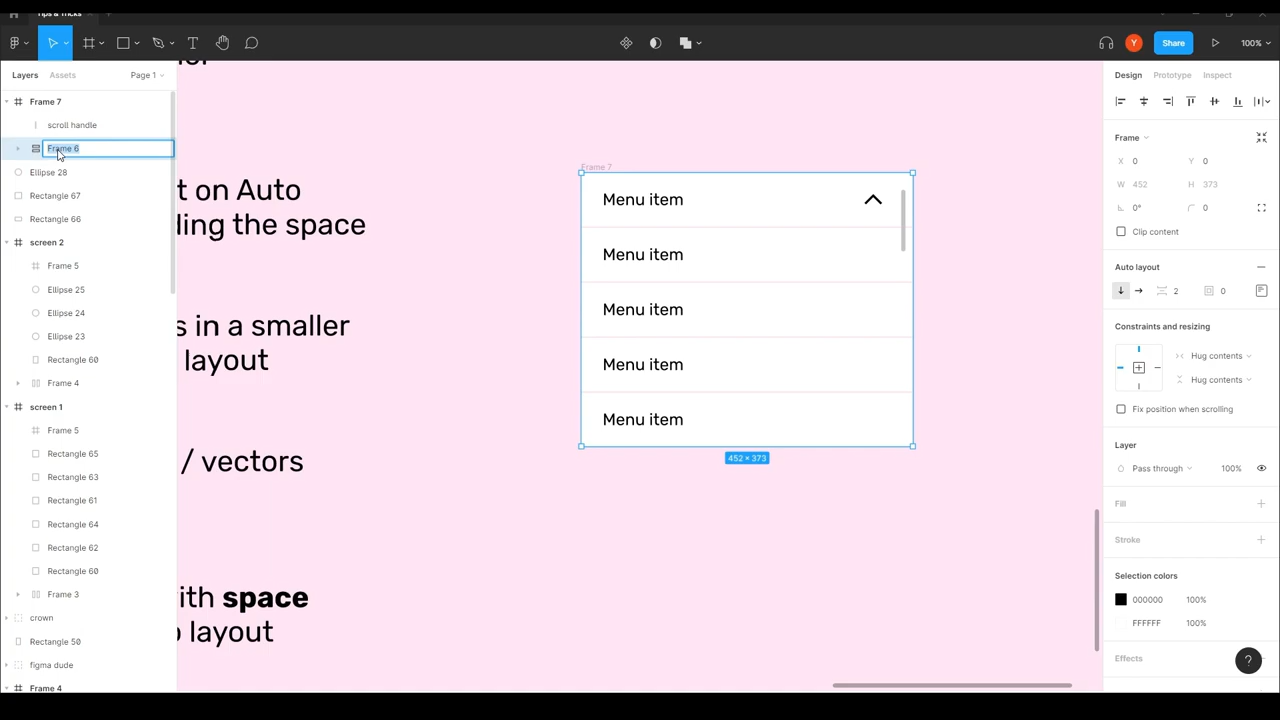 Tips & Tricks
Share
100%
Layers
Assets
Page 1
Frame 7
scroll handle
Frame 6
Ellipse 28
Rectangle 67
Rectangle 66
screen 2
Frame 5
Ellipse 25
Ellipse 24
Ellipse 23
Rectangle 60
Frame 4
screen 1
Frame 5
Rectangle 65
Rectangle 63
Rectangle 61
Rectangle 64
Rectangle 62
Rectangle 60
Frame 3
crown
Rectangle 50
figma dude
Frame 4
t on Auto
ding the space
s in a smaller
layout
/ vectors
ith space
layout
Frame 7
Menu item
Menu item
Menu item
Menu item
Menu item
452 × 373
Design
Prototype
Inspect
Frame
X 0
Y 0
W 452
H 373
0°
0
Clip content
Auto layout
2
0
Constraints and resizing
Hug contents
Hug contents
Fix position when scrolling
Layer
Pass through
100%
Fill
Stroke
Selection colors
000000 100%
FFFFFF 100%
Effects
?
Y